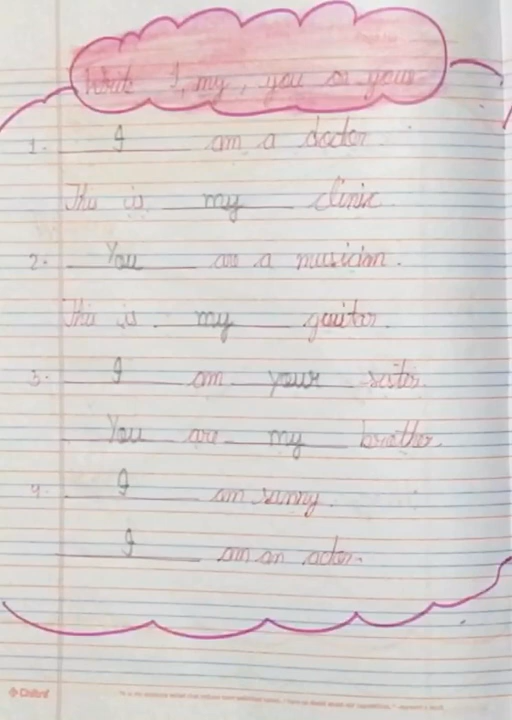 Write I, my, you or your
1. I am a doctor.
This is my clinic
2. You are a musician.
This is my guitar.
3. I am your sister.
You are my brother.
4. I am sunny.
I am an actor.
Oxford